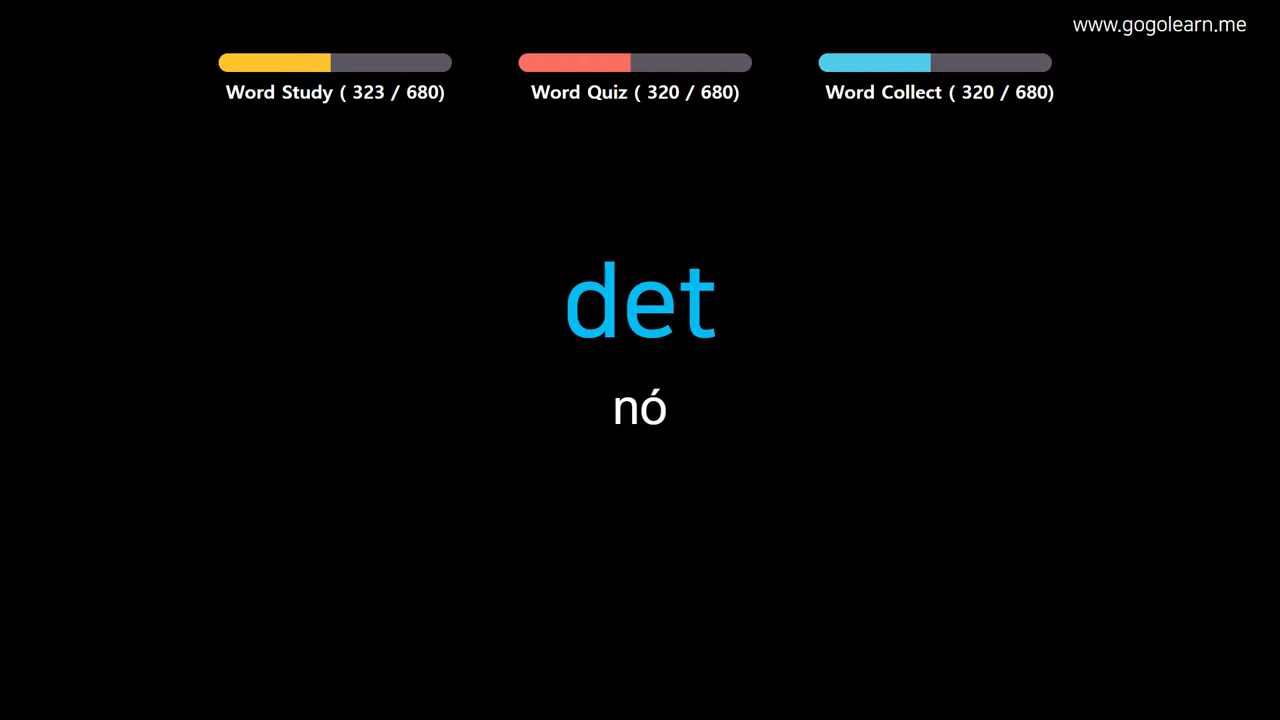 www.gogolearn.me
Word Study ( 323 / 680)
Word Quiz ( 320 / 680)
Word Collect ( 320 / 680)
det
nó